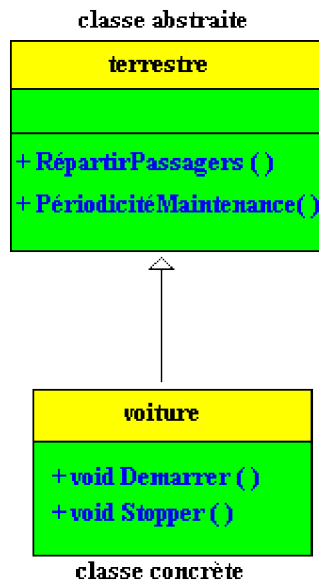 classe abstraite
terrestre
+ RépartirPassagers ( )
+ PériodicitéMaintenance( )
voiture
+ void Demarrer ( )
+ void Stopper ( )
classe concrète